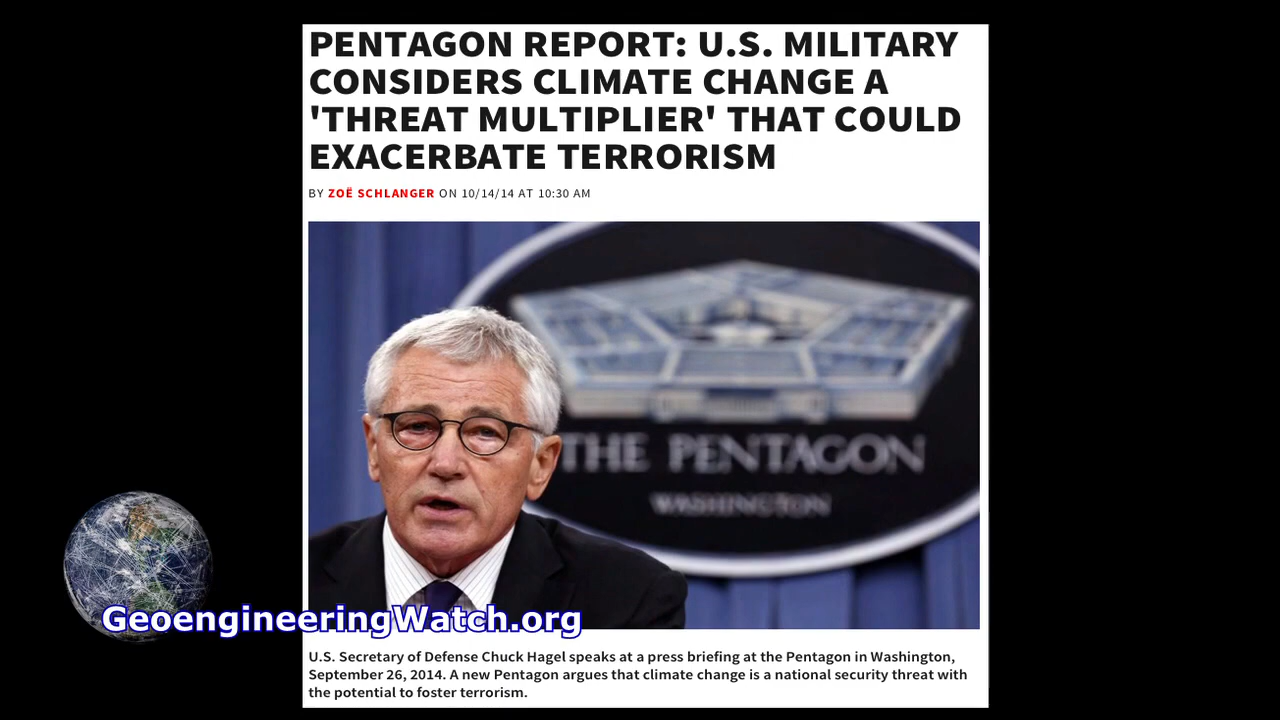 PENTAGON REPORT: U.S. MILITARY
CONSIDERS CLIMATE CHANGE A
'THREAT MULTIPLIER' THAT COULD
EXACERBATE TERRORISM
BY ZOË SCHLANGER ON 10/14/14 AT 10:30 AM
THE PENTAGON
WASHINGTON
GeoengineeringWatch.org
U.S. Secretary of Defense Chuck Hagel speaks at a press briefing at the Pentagon in Washington,
September 26, 2014. A new Pentagon argues that climate change is a national security threat with
the potential to foster terrorism.